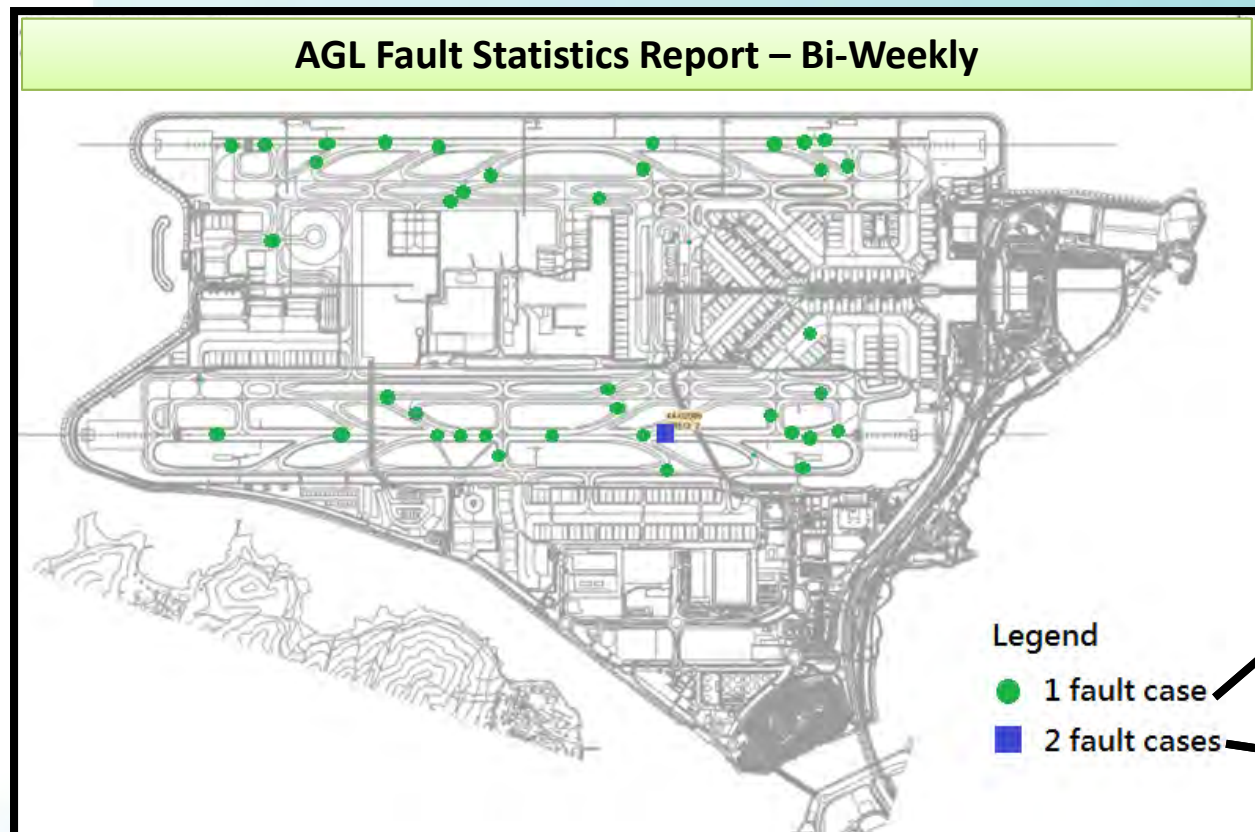 AGL Fault Statistics Report – Bi-Weekly
Legend
1 fault case
2 fault cases